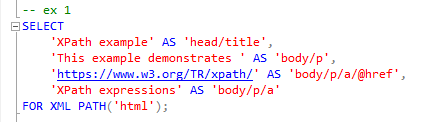 -- ex 1
SELECT
'XPath example' AS 'head/title',
'This example demonstrates ' AS 'body/p',
'https://www.w3.org/TR/xpath/' AS 'body/p/a/@href',
'XPath expressions' AS 'body/p/a'
FOR XML PATH('html');